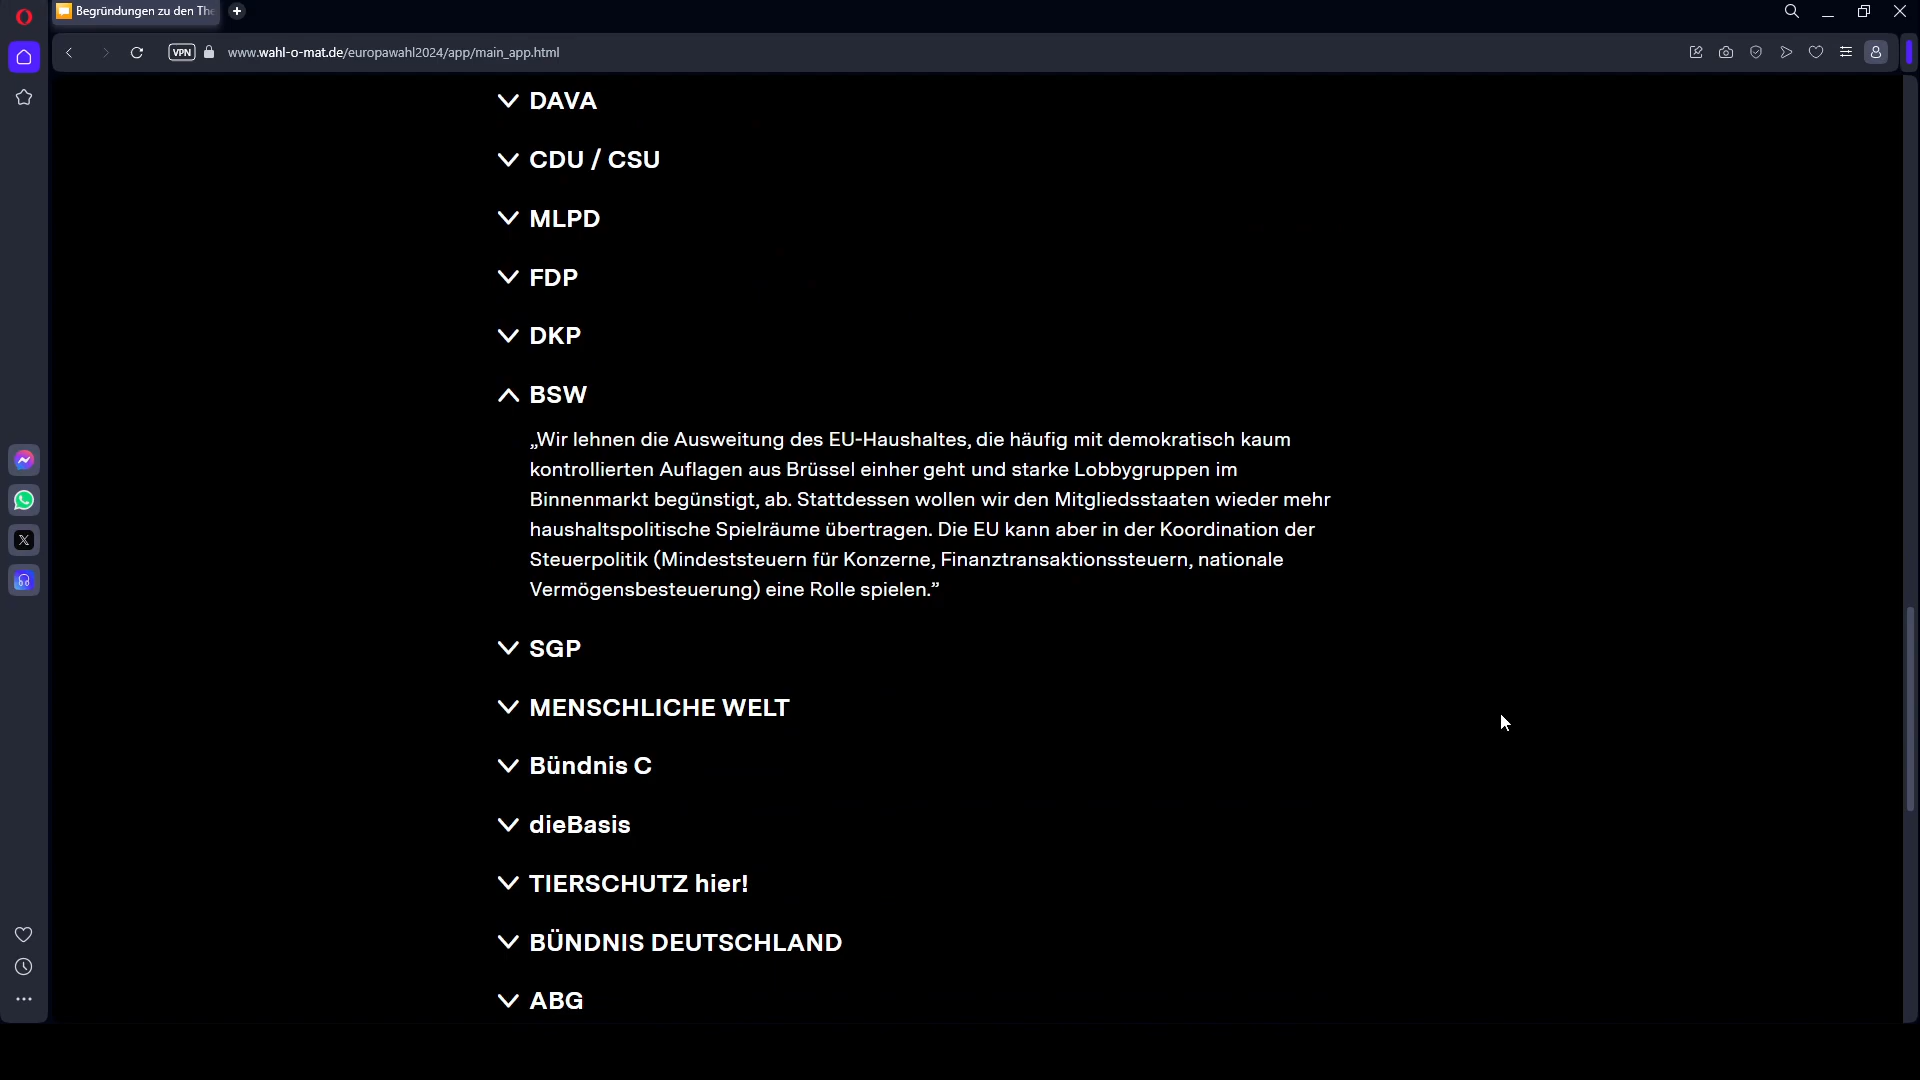 Begründungen zu den Th
VPN
www.wahl-o-mat.de/europawahl2024/app/main_app.html
DAVA
CDU / CSU
MLPD
FDP
DKP
BSW
„Wir lehnen die Ausweitung des EU-Haushaltes, die häufig mit demokratisch kaum
kontrollierten Auflagen aus Brüssel einher geht und starke Lobbygruppen im
Binnenmarkt begünstigt, ab. Stattdessen wollen wir den Mitgliedsstaaten wieder mehr
haushaltspolitische Spielräume übertragen. Die EU kann aber in der Koordination der
Steuerpolitik (Mindeststeuern für Konzerne, Finanztransaktionssteuern, nationale
Vermögensbesteuerung) eine Rolle spielen.”
SGP
MENSCHLICHE WELT
Bündnis C
dieBasis
TIERSCHUTZ hier!
BÜNDNIS DEUTSCHLAND
ABG